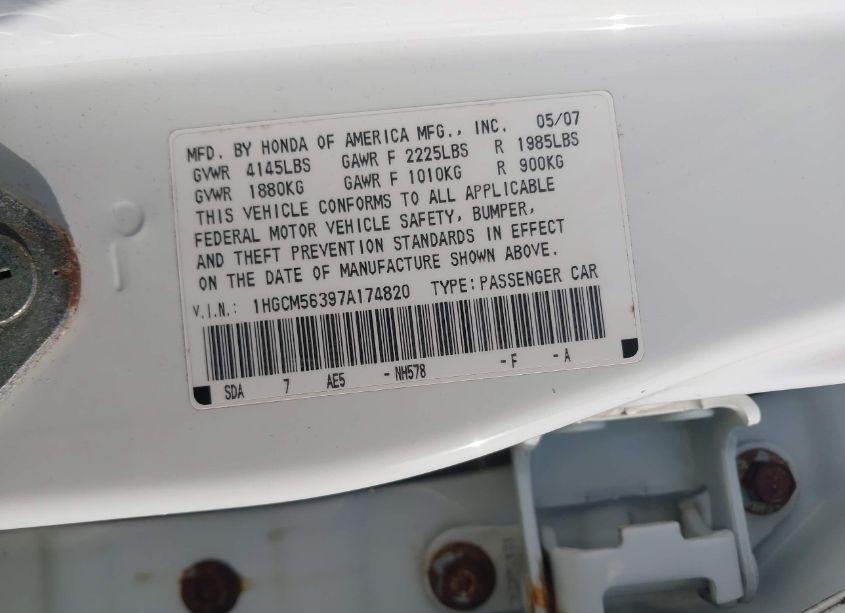 MFD. BY HONDA OF AMERICA MFG., INC. 05/07
GVWR 4145LBS GAWR F 2225LBS R 1985LBS
GVWR 1880KG GAWR F 1010KG R 900KG
THIS VEHICLE CONFORMS TO ALL APPLICABLE
FEDERAL MOTOR VEHICLE SAFETY, BUMPER,
AND THEFT PREVENTION STANDARDS IN EFFECT
ON THE DATE OF MANUFACTURE SHOWN ABOVE.
V.I.N.: 1HGCM56397A174820 TYPE:PASSENGER CAR
SDA 7 AE5 -NH578 -F -A